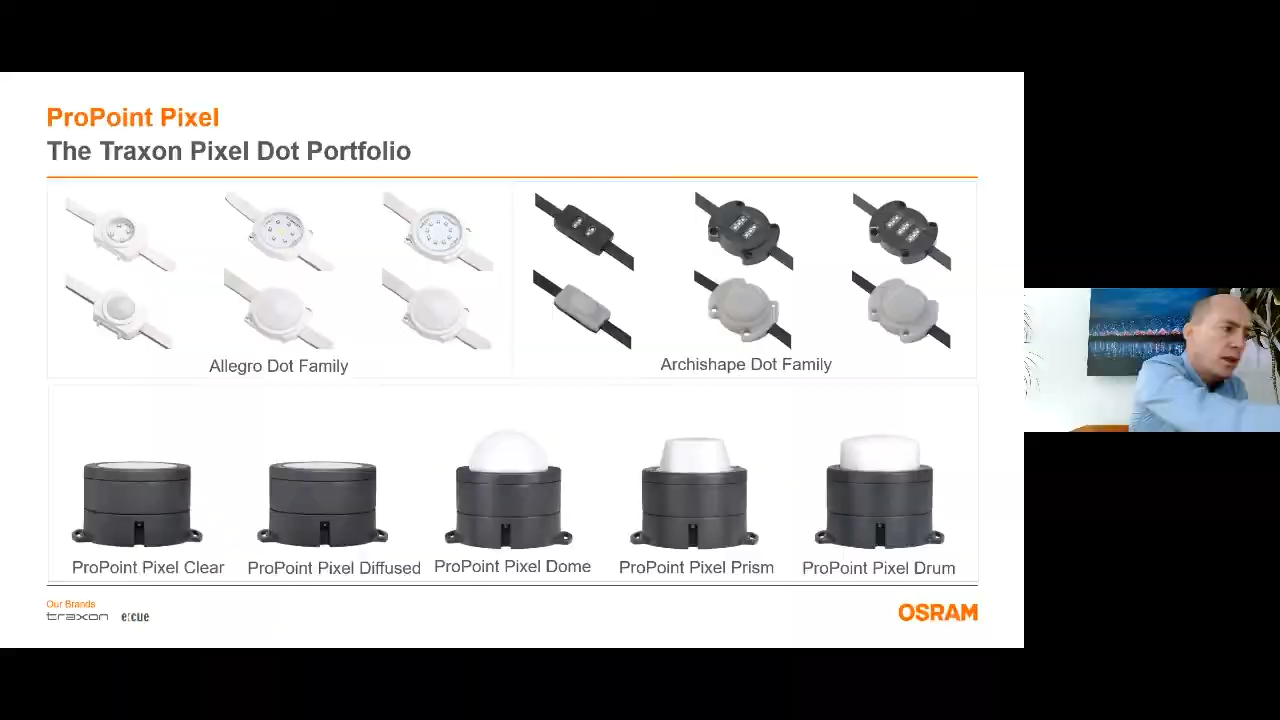 ProPoint Pixel
The Traxon Pixel Dot Portfolio
Allegro Dot Family
Archishape Dot Family
ProPoint Pixel Clear
ProPoint Pixel Diffused
ProPoint Pixel Dome
ProPoint Pixel Prism
ProPoint Pixel Drum
Our Brands
traxon e:cue
OSRAM